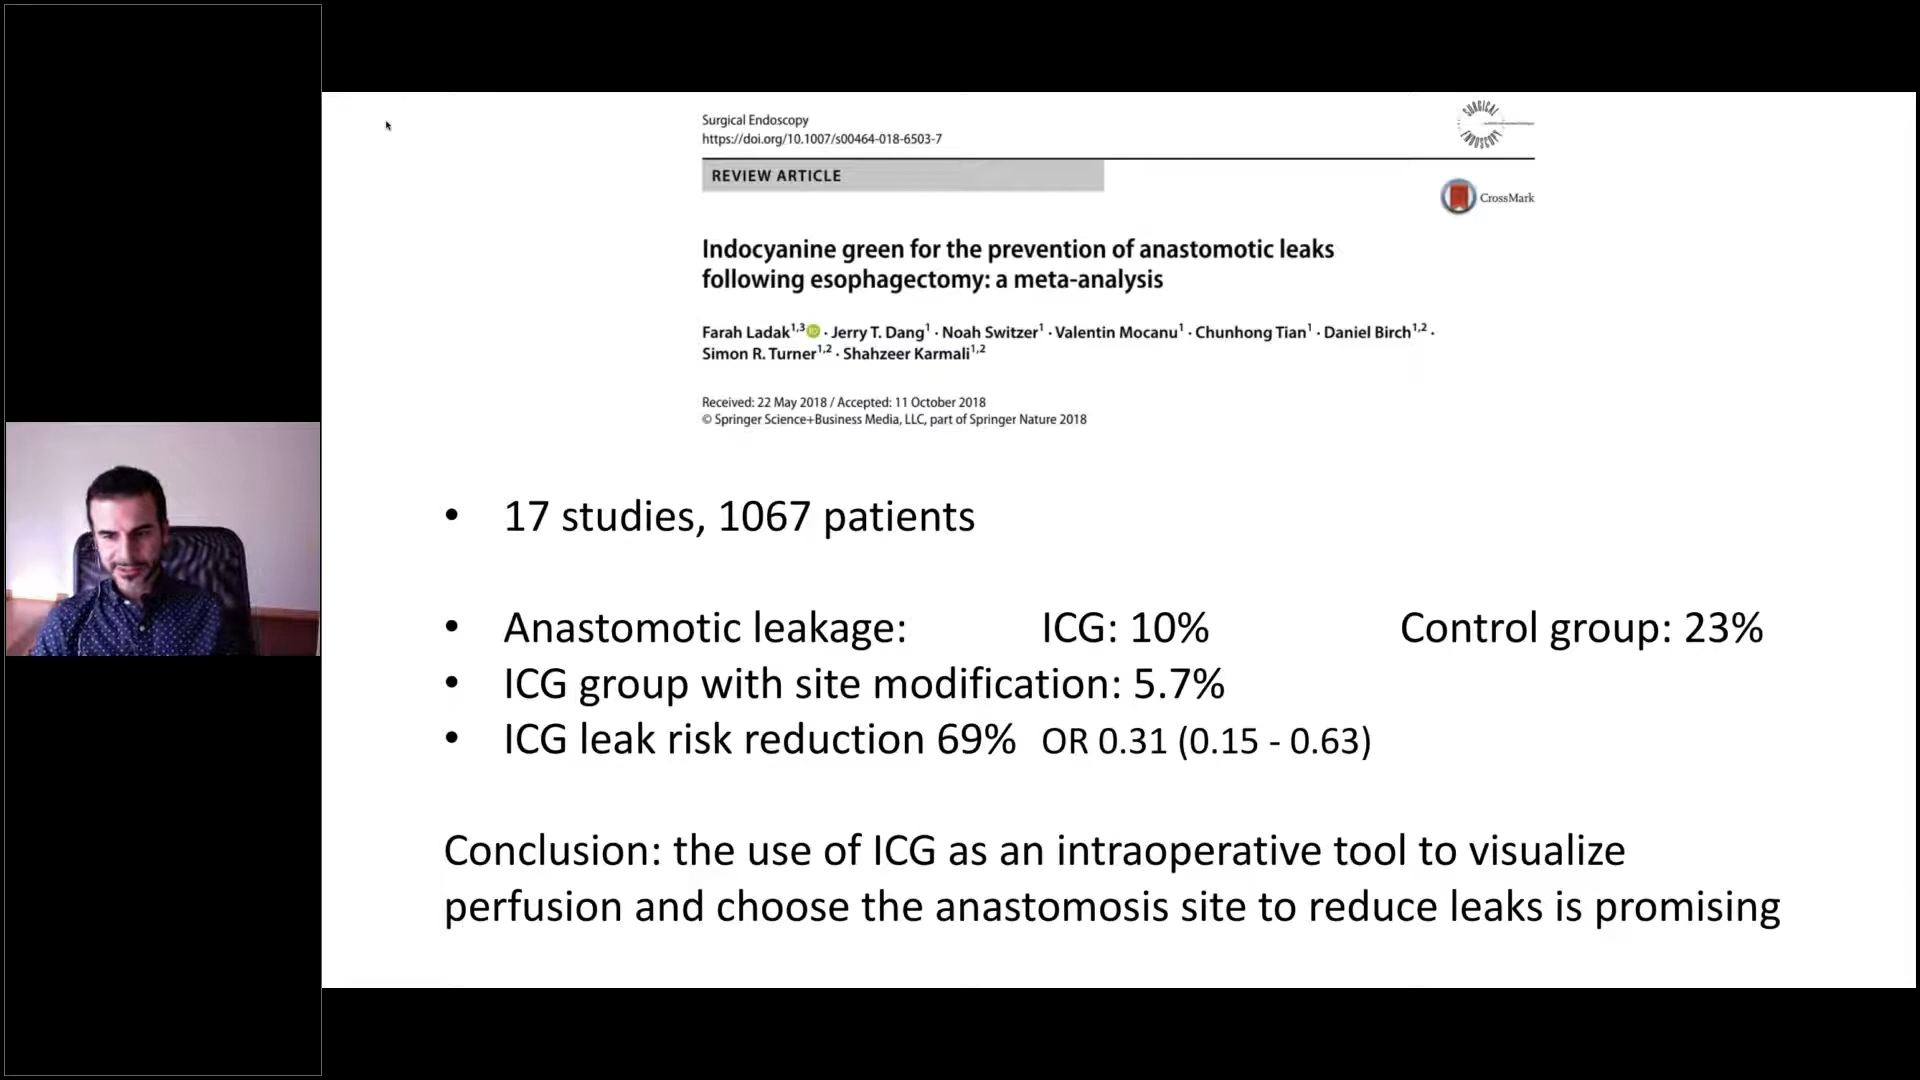 Surgical Endoscopy
https://doi.org/10.1007/s00464-018-6503-7
SURGICAL
ENDOSCOPY
REVIEW ARTICLE
CrossMark
Indocyanine green for the prevention of anastomotic leaks
following esophagectomy: a meta-analysis
Farah Ladak1,3 iD · Jerry T. Dang1 · Noah Switzer1 · Valentin Mocanu1 · Chunhong Tian1 · Daniel Birch1,2 ·
Simon R. Turner1,2 · Shahzeer Karmali1,2
Received: 22 May 2018 / Accepted: 11 October 2018
© Springer Science+Business Media, LLC, part of Springer Nature 2018
• 17 studies, 1067 patients
• Anastomotic leakage: ICG: 10% Control group: 23%
• ICG group with site modification: 5.7%
• ICG leak risk reduction 69% OR 0.31 (0.15 - 0.63)
Conclusion: the use of ICG as an intraoperative tool to visualize
perfusion and choose the anastomosis site to reduce leaks is promising